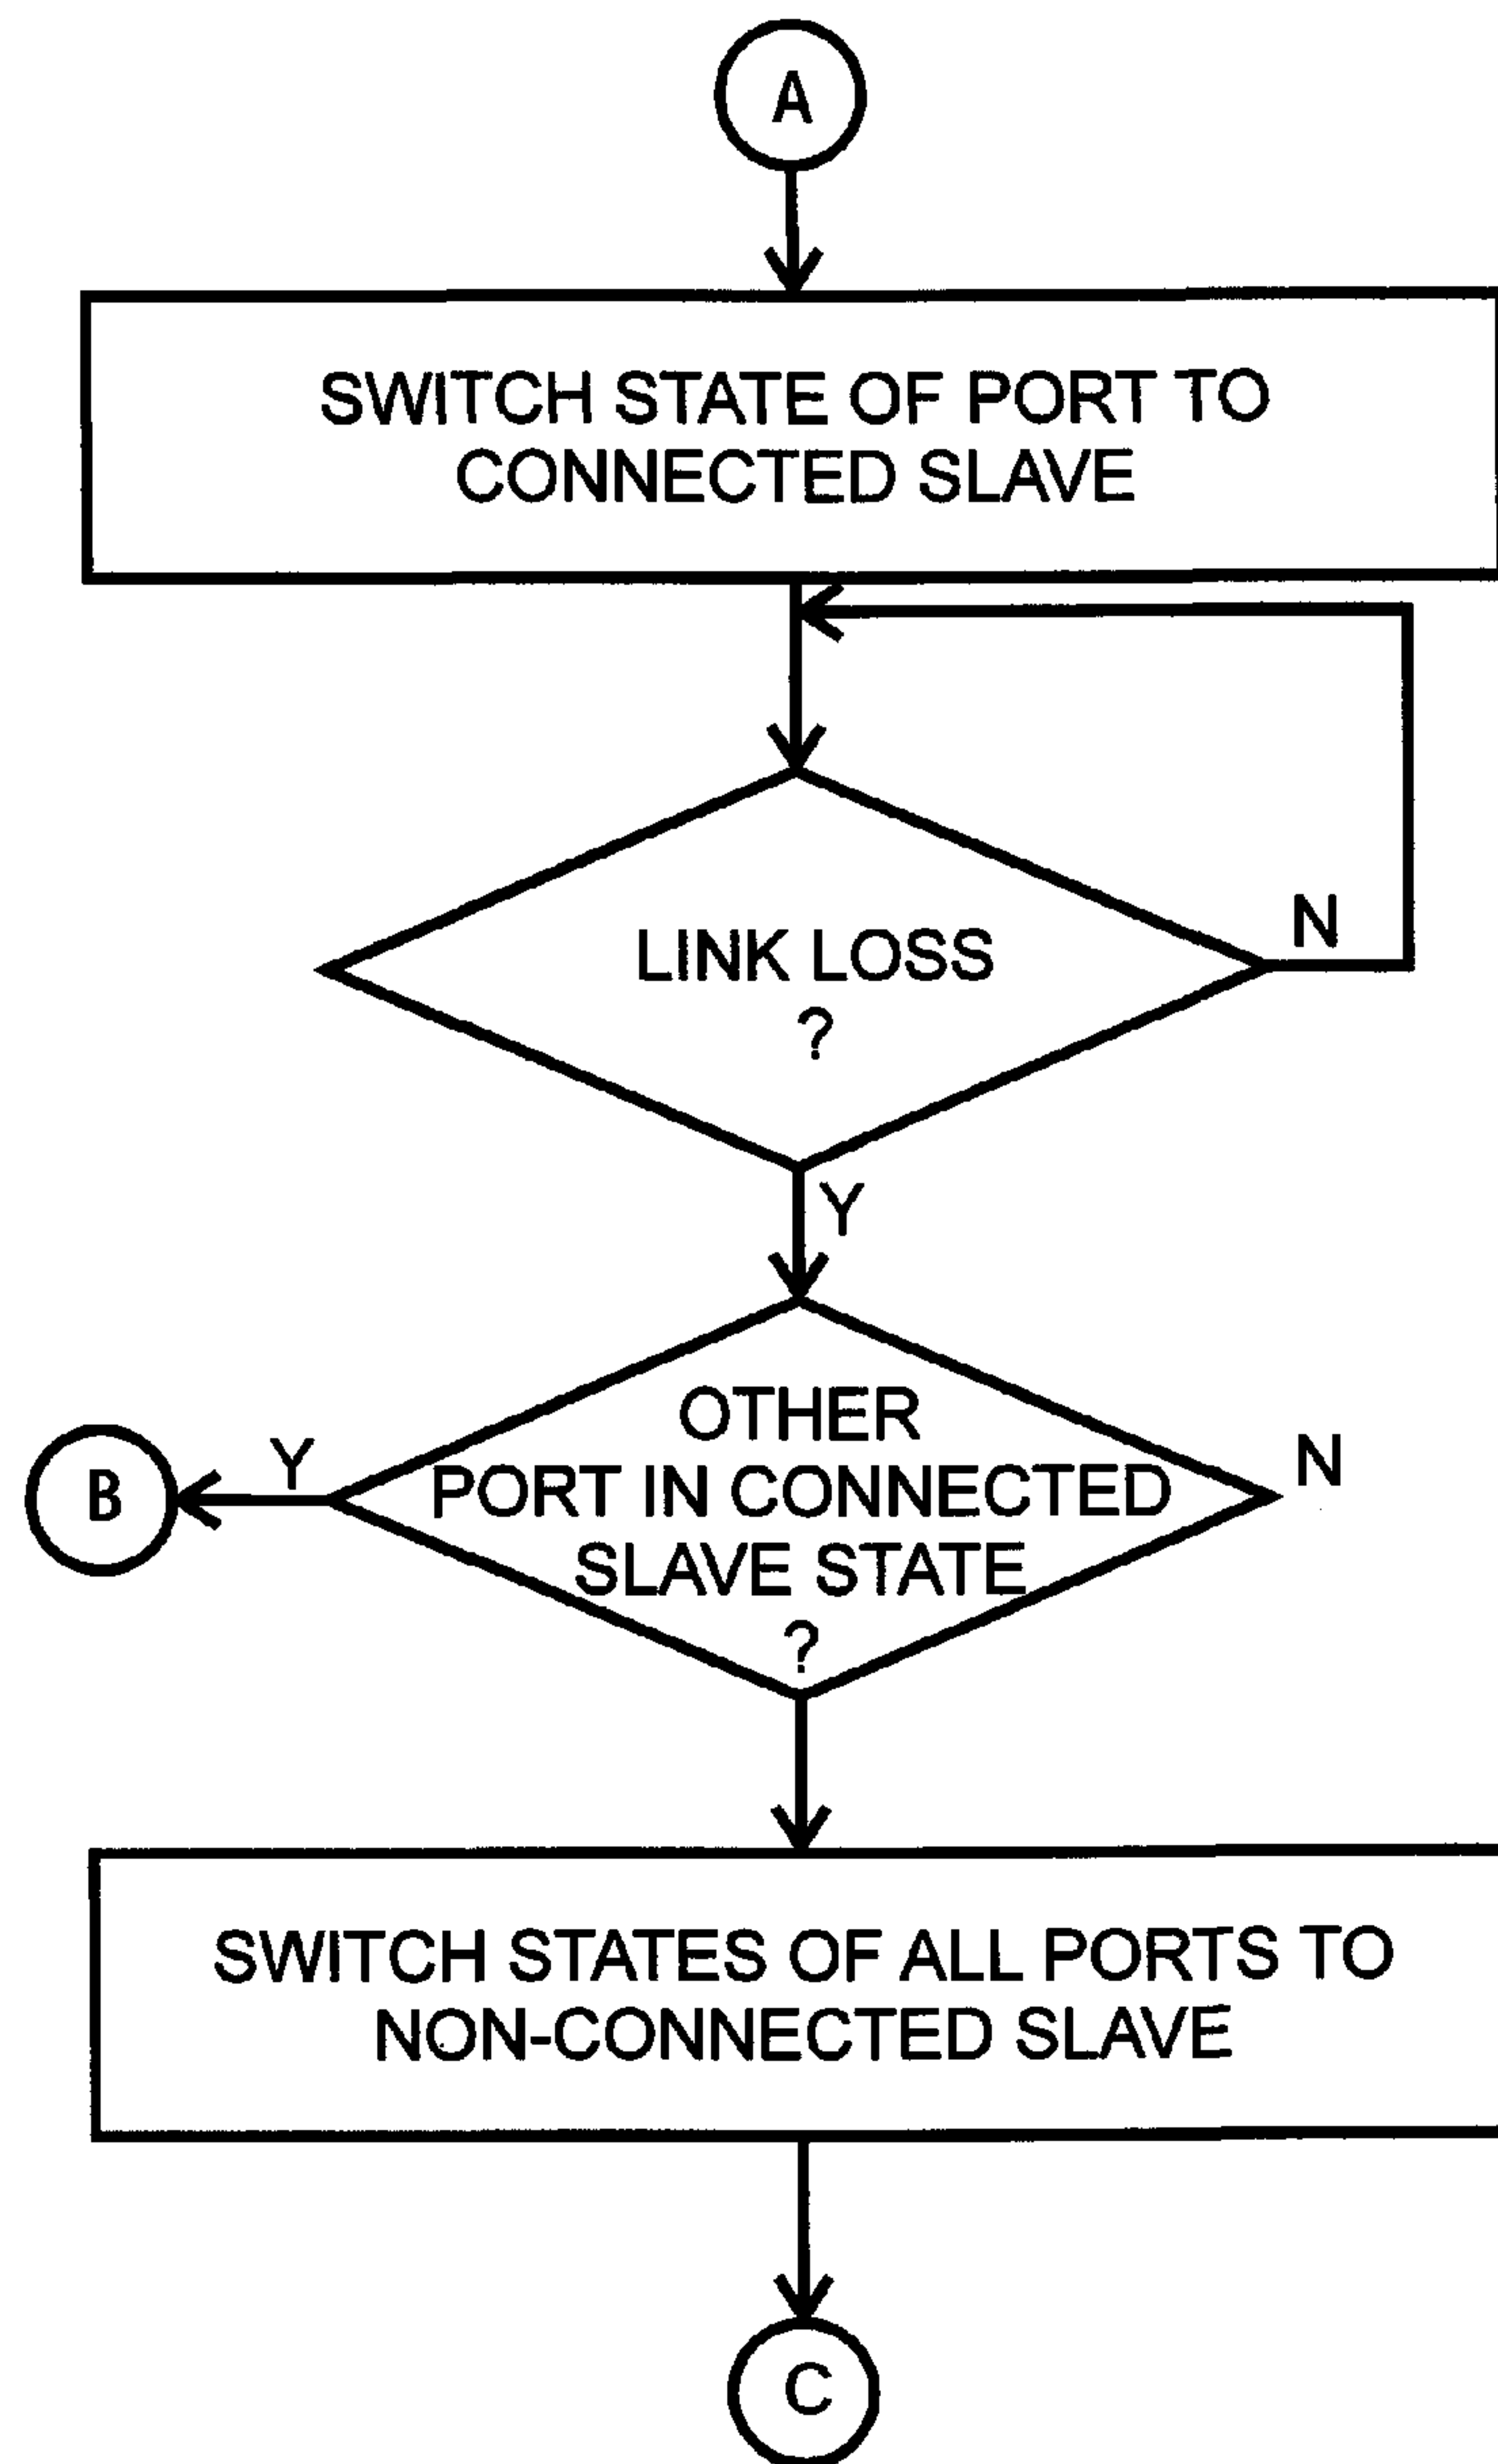 A
SWITCH STATE OF PORT TO
CONNECTED SLAVE
N
LINK LOSS
?
Y
OTHER
Y
N
PORT IN CONNECTED
B
SLAVE STATE
?
SWITCH STATES OF ALL PORTS TO
NON-CONNECTED SLAVE
C